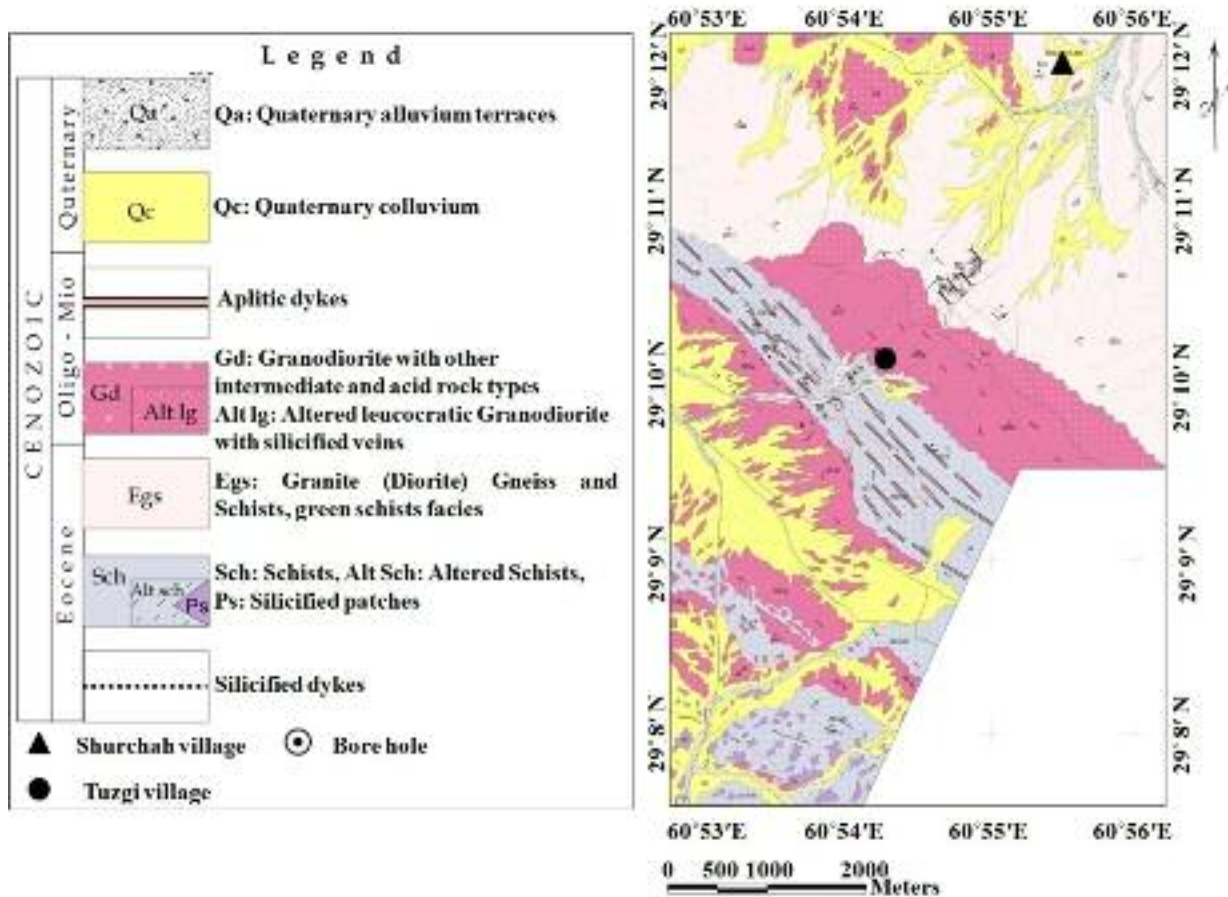 Legend
CENOZOIC
Quternary
Oligo - Mio
Eocene
Qa
Qa: Quaternary alluvium terraces
Qc
Qc: Quaternary colluvium
Aplitic dykes
Gd
Alt lg
Gd: Granodiorite with other
intermediate and acid rock types
Alt lg: Altered leucocratic Granodiorite
with silicified veins
Egs
Egs: Granite (Diorite) Gneiss and
Schists, green schists facies
Sch
Alt sch
Ps
Sch: Schists, Alt Sch: Altered Schists,
Ps: Silicified patches
Silicified dykes
Shurchah village
Bore hole
Tuzgi village
60°53'E 60°54'E 60°55'E 60°56'E
29°12'N 29°12'N
29°11'N 29°11'N
29°10'N 29°10'N
29°9'N 29°9'N
29°8'N 29°8'N
60°53'E 60°54'E 60°55'E 60°56'E
0 500 1000 2000
Meters